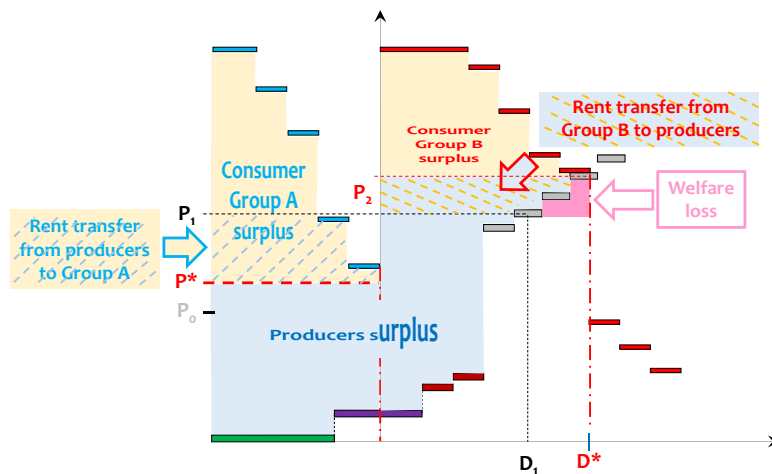 Rent transfer from
Group B to producers
Consumer
Group B
surplus
Consumer
Group A
surplus
P2
Welfare
loss
P1
Rent transfer
from producers
to Group A
P*
P0
Producers surplus
D1
D*